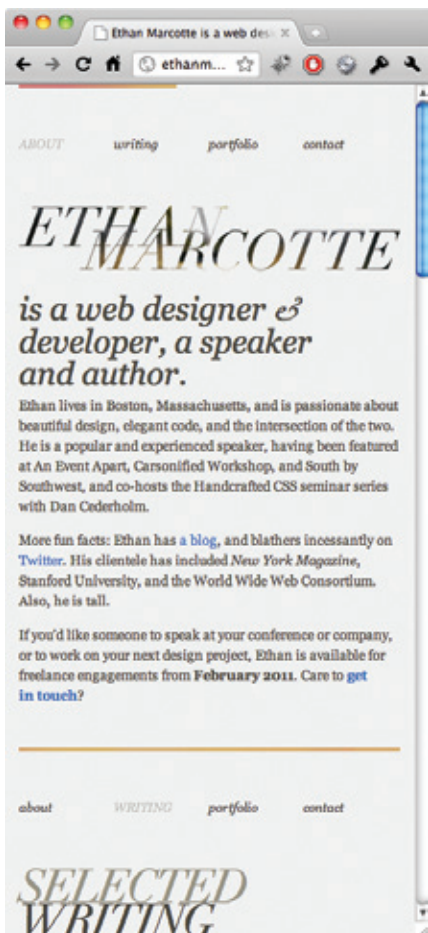 Ethan Marcotte is a web des
ethanm...
ABOUT writing portfolio contact
ETHAN
MARCOTTE
is a web designer &
developer, a speaker
and author.
Ethan lives in Boston, Massachusetts, and is passionate about
beautiful design, elegant code, and the intersection of the two.
He is a popular and experienced speaker, having been featured
at An Event Apart, Carsonified Workshop, and South by
Southwest, and co-hosts the Handcrafted CSS seminar series
with Dan Cederholm.
More fun facts: Ethan has a blog, and blathers incessantly on
Twitter. His clientele has included New York Magazine,
Stanford University, and the World Wide Web Consortium.
Also, he is tall.
If you'd like someone to speak at your conference or company,
or to work on your next design project, Ethan is available for
freelance engagements from February 2011. Care to get
in touch?
about WRITING portfolio contact
SELECTED
WRITING